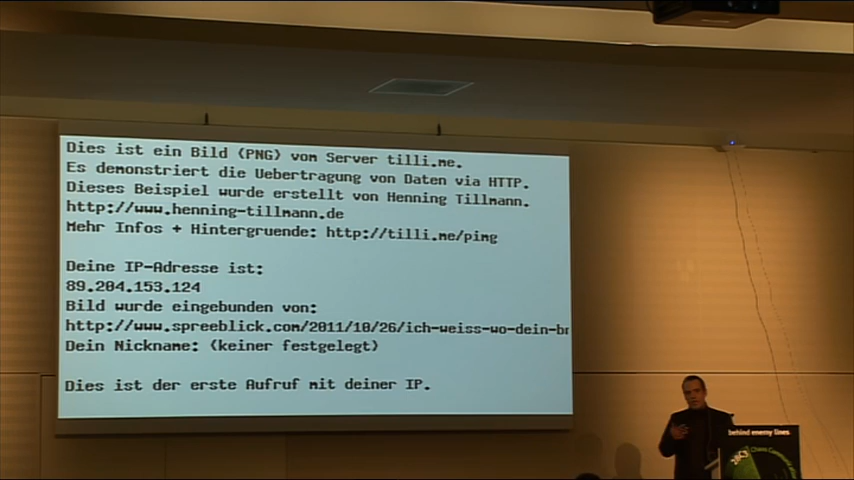 Dies ist ein Bild (PNG) vom Server tilli.me.
Es demonstriert die Uebertragung von Daten via HTTP.
Dieses Beispiel wurde erstellt von Henning Tillmann.
http://www.henning-tillmann.de
Mehr Infos + Hintergruende: http://tilli.me/pimg
Deine IP-Adresse ist:
89.204.153.124
Bild wurde eingebunden von:
http://www.spreeblick.com/2011/10/26/ich-weiss-wo-dein-br
Dein Nickname: (keiner festgelegt)
Dies ist der erste Aufruf mit deiner IP.
behind enemy lines.
Chaos Communication